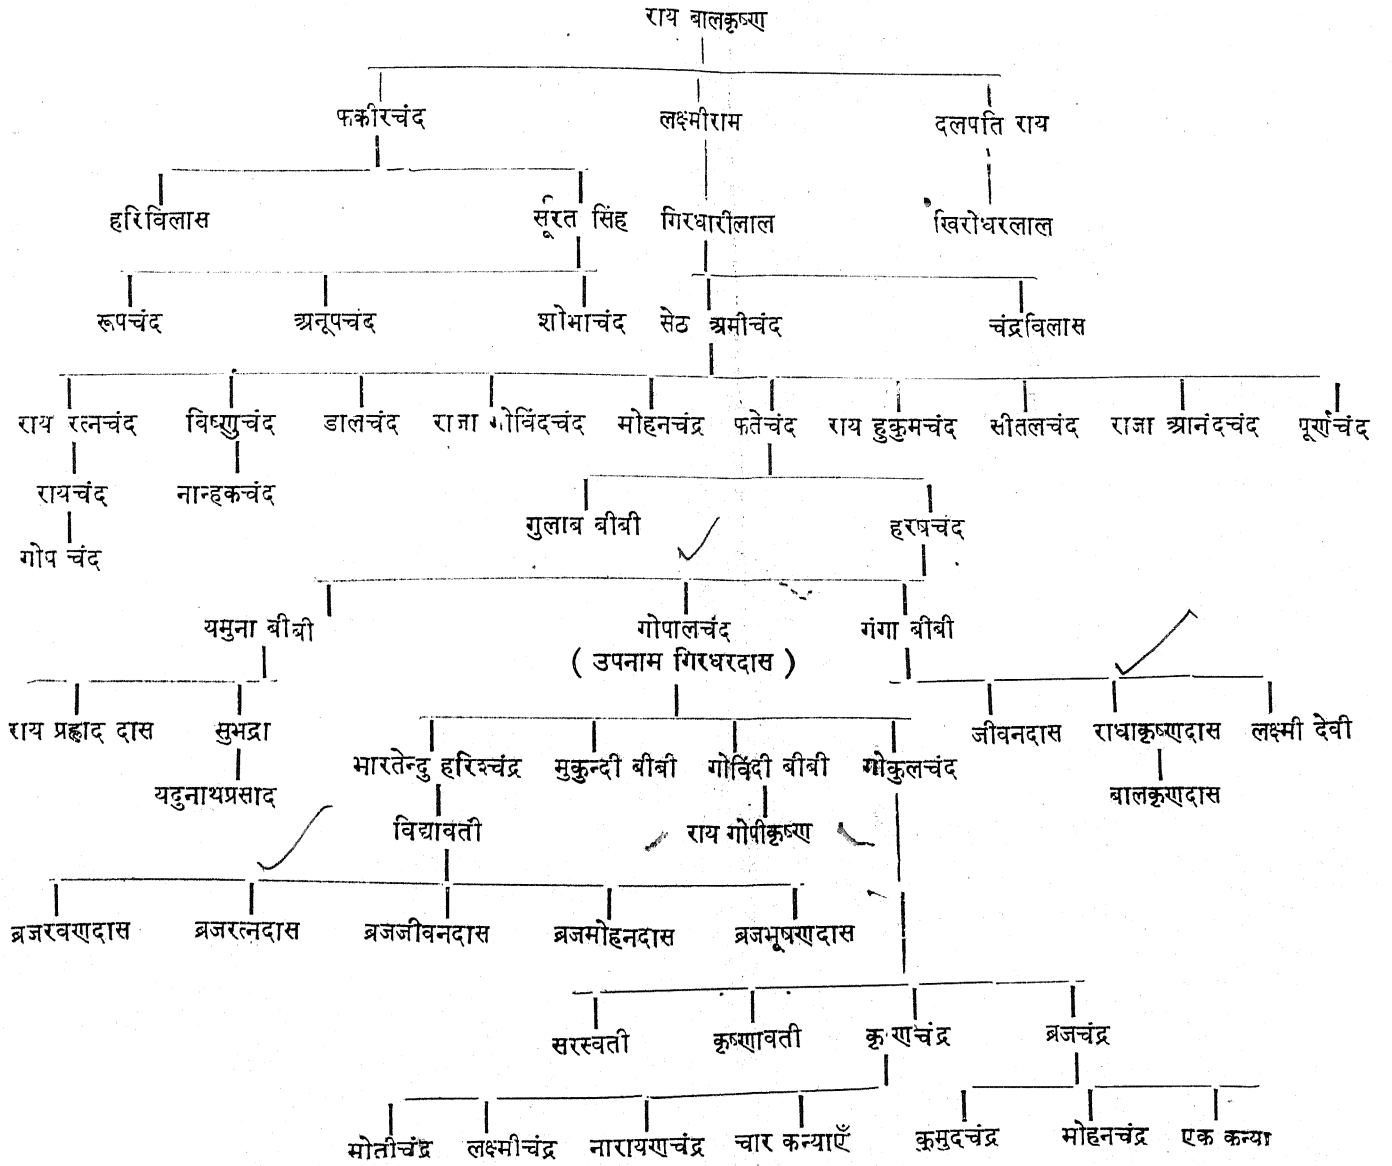 राय बालकृष्ण
फकीरचंद लक्ष्मीराम दलपति राय
हरिविलास सूरत सिंह गिरधारीलाल खिरोधरलाल
रूपचंद अनूपचंद शोभाचंद सेठ अमीचंद चंद्रविलास
राय रत्नचंद विष्णुचंद डालचंद राजा गोविंदचंद मोहनचंद्र फतेचंद राय हुकुमचंद सीतलचंद राजा आनंदचंद पूर्णचंद
रायचंद नान्हकचंद
गुलाब बीबी हरषचंद
गोप चंद
यमुना बीबी गोपालचंद गंगा बीबी
( उपनाम गिरधरदास )
राय प्रह्लाद दास सुभद्रा जीवनदास राधाकृष्णदास लक्ष्मी देवी
भारतेन्दु हरिश्चंद्र मुकुन्दी बीबी गोविंदी बीबी गोकुलचंद
यदुनाथप्रसाद बालकृणदास
विद्यावती राय गोपीकृष्ण
ब्रजरवणदास ब्रजरत्नदास ब्रजजीवनदास ब्रजमोहनदास ब्रजभूषणदास
सरस्वती कृष्णावती कृष्णचंद्र ब्रजचंद्र
मोतीचंद्र लक्ष्मीचंद्र नारायणचंद्र चार कन्याएँ कुमुदचंद्र मोहनचंद्र एक कन्या